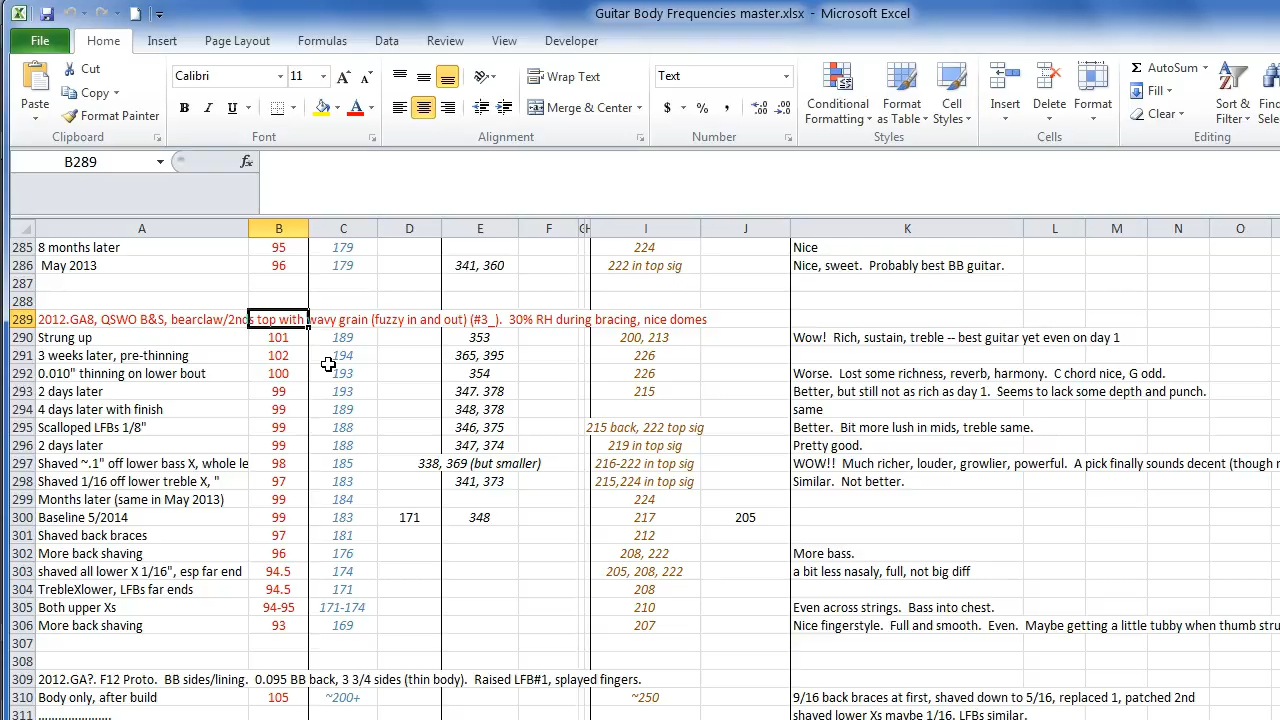 Guitar Body Frequencies master.xlsx - Microsoft Excel
File Home Insert Page Layout Formulas Data Review View Developer
Paste Cut Copy Format Painter Clipboard
Calibri 11 A A B I U A Font
Wrap Text Merge & Center Alignment
Text $ % , Number
Conditional Formatting Format as Table Cell Styles Styles
Insert Delete Format Cells
Σ AutoSum Fill Clear Sort & Filter Editing
B289 fx
A B C D E F G H I J K L M N O
285 8 months later 95 179 224 Nice
286 May 2013 96 179 341, 360 222 in top sig Nice, sweet. Probably best BB guitar.
287
288
289 2012.GA8, QSWO B&S, bearclaw/2nds top with wavy grain (fuzzy in and out) (#3_). 30% RH during bracing, nice domes
290 Strung up 101 189 353 200, 213 Wow! Rich, sustain, treble -- best guitar yet even on day 1
291 3 weeks later, pre-thinning 102 194 365, 395 226
292 0.010" thinning on lower bout 100 193 354 226 Worse. Lost some richness, reverb, harmony. C chord nice, G odd.
293 2 days later 99 193 347. 378 215 Better, but still not as rich as day 1. Seems to lack some depth and punch.
294 4 days later with finish 99 189 348, 378 same
295 Scalloped LFBs 1/8" 99 188 346, 375 215 back, 222 top sig Better. Bit more lush in mids, treble same.
296 2 days later 99 188 347, 374 219 in top sig Pretty good.
297 Shaved ~.1" off lower bass X, whole le 98 185 338, 369 (but smaller) 216-222 in top sig WOW!! Much richer, louder, growlier, powerful. A pick finally sounds decent (though n
298 Shaved 1/16 off lower treble X, " 97 183 341, 373 215,224 in top sig Similar. Not better.
299 Months later (same in May 2013) 99 184 224
300 Baseline 5/2014 99 183 171 348 217 205
301 Shaved back braces 97 181 212
302 More back shaving 96 176 208, 222 More bass.
303 shaved all lower X 1/16", esp far end 94.5 174 205, 208, 222 a bit less nasaly, full, not big diff
304 TrebleXlower, LFBs far ends 94.5 171 208
305 Both upper Xs 94-95 171-174 210 Even across strings. Bass into chest.
306 More back shaving 93 169 207 Nice fingerstyle. Full and smooth. Even. Maybe getting a little tubby when thumb stru
307
308
309 2012.GA?. F12 Proto. BB sides/lining. 0.095 BB back, 3 3/4 sides (thin body). Raised LFB#1, splayed fingers.
310 Body only, after build 105 ~200+ ~250 9/16 back braces at first, shaved down to 5/16, replaced 1, patched 2nd
311 ..................... shaved lower Xs maybe 1/16. LFBs similar.